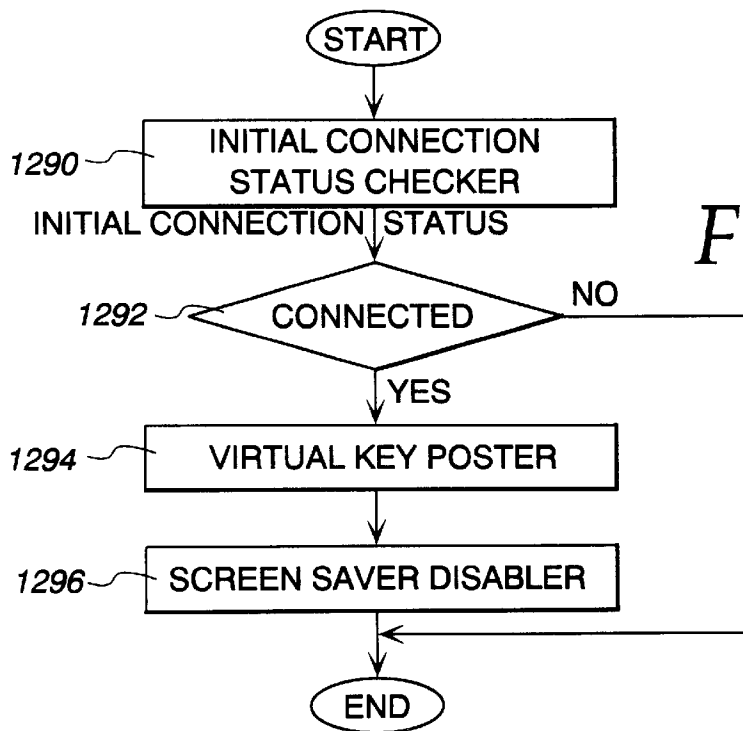 START
1290
INITIAL CONNECTION
STATUS CHECKER
INITIAL CONNECTION STATUS
F
1292
CONNECTED
NO
YES
1294
VIRTUAL KEY POSTER
1296
SCREEN SAVER DISABLER
END